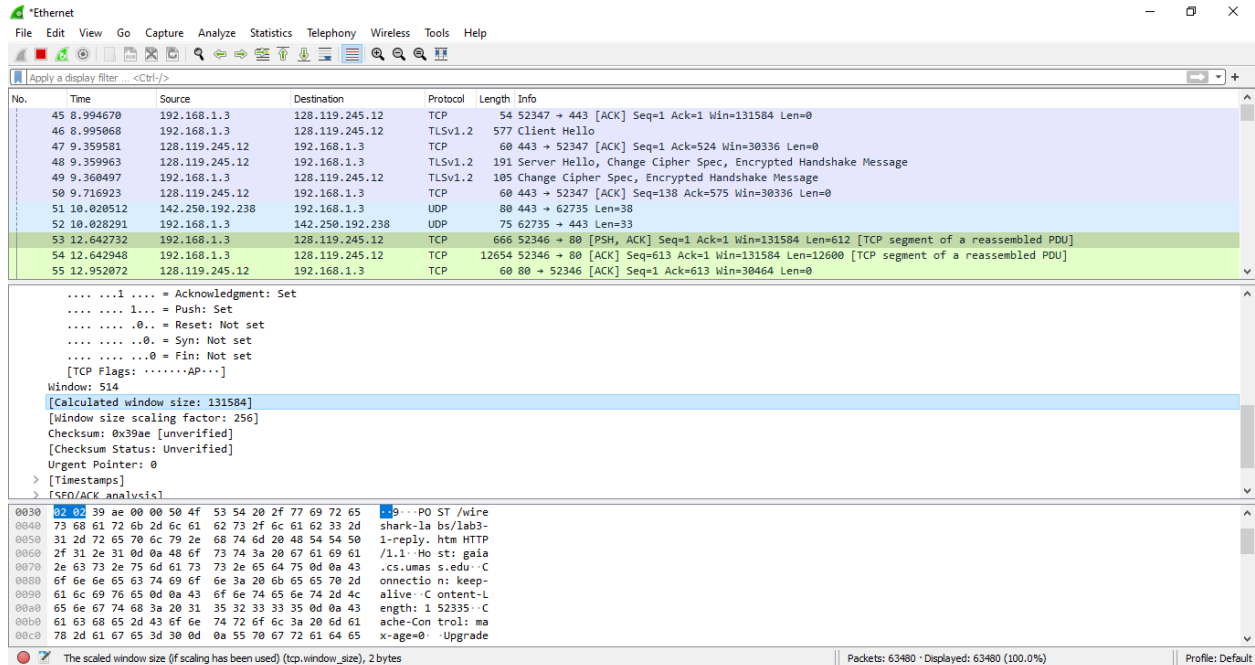 *Ethernet
File Edit View Go Capture Analyze Statistics Telephony Wireless Tools Help
Apply a display filter ... <Ctrl-/>
No. Time Source Destination Protocol Length Info
45 8.994670 192.168.1.3 128.119.245.12 TCP 54 52347 → 443 [ACK] Seq=1 Ack=1 Win=131584 Len=0
46 8.995068 192.168.1.3 128.119.245.12 TLSv1.2 577 Client Hello
47 9.359581 128.119.245.12 192.168.1.3 TCP 60 443 → 52347 [ACK] Seq=1 Ack=524 Win=30336 Len=0
48 9.359963 128.119.245.12 192.168.1.3 TLSv1.2 191 Server Hello, Change Cipher Spec, Encrypted Handshake Message
49 9.360497 192.168.1.3 128.119.245.12 TLSv1.2 105 Change Cipher Spec, Encrypted Handshake Message
50 9.716923 128.119.245.12 192.168.1.3 TCP 60 443 → 52347 [ACK] Seq=138 Ack=575 Win=30336 Len=0
51 10.020512 142.250.192.238 192.168.1.3 UDP 80 443 → 62735 Len=38
52 10.028291 192.168.1.3 142.250.192.238 UDP 75 62735 → 443 Len=33
53 12.642732 192.168.1.3 128.119.245.12 TCP 666 52346 → 80 [PSH, ACK] Seq=1 Ack=1 Win=131584 Len=612 [TCP segment of a reassembled PDU]
54 12.642948 192.168.1.3 128.119.245.12 TCP 12654 52346 → 80 [ACK] Seq=613 Ack=1 Win=131584 Len=12600 [TCP segment of a reassembled PDU]
55 12.952072 128.119.245.12 192.168.1.3 TCP 60 80 → 52346 [ACK] Seq=1 Ack=613 Win=30464 Len=0
.... ...1 .... = Acknowledgment: Set
.... .... 1... = Push: Set
.... .... .0.. = Reset: Not set
.... .... ..0. = Syn: Not set
.... .... ...0 = Fin: Not set
[TCP Flags: ·······AP···]
Window: 514
[Calculated window size: 131584]
[Window size scaling factor: 256]
Checksum: 0x39ae [unverified]
[Checksum Status: Unverified]
Urgent Pointer: 0
> [Timestamps]
> [SEQ/ACK analysis]
0030 02 02 39 ae 00 00 50 4f 53 54 20 2f 77 69 72 65 ··9···PO ST /wire
0040 73 68 61 72 6b 2d 6c 61 62 73 2f 6c 61 62 33 2d shark-la bs/lab3-
0050 31 2d 72 65 70 6c 79 2e 68 74 6d 20 48 54 54 50 1-reply. htm HTTP
0060 2f 31 2e 31 0d 0a 48 6f 73 74 3a 20 67 61 69 61 /1.1··Ho st: gaia
0070 2e 63 73 2e 75 6d 61 73 73 2e 65 64 75 0d 0a 43 .cs.umas s.edu··C
0080 6f 6e 6e 65 63 74 69 6f 6e 3a 20 6b 65 65 70 2d onnectio n: keep-
0090 61 6c 69 76 65 0d 0a 43 6f 6e 74 65 6e 74 2d 4c alive··C ontent-L
00a0 65 6e 67 74 68 3a 20 31 35 32 33 33 35 0d 0a 43 ength: 1 52335··C
00b0 61 63 68 65 2d 43 6f 6e 74 72 6f 6c 3a 20 6d 61 ache-Con trol: ma
00c0 78 2d 61 67 65 3d 30 0d 0a 55 70 67 72 61 64 65 x-age=0· ·Upgrade
The scaled window size (if scaling has been used) (tcp.window_size), 2 bytes
Packets: 63480 · Displayed: 63480 (100.0%)
Profile: Default